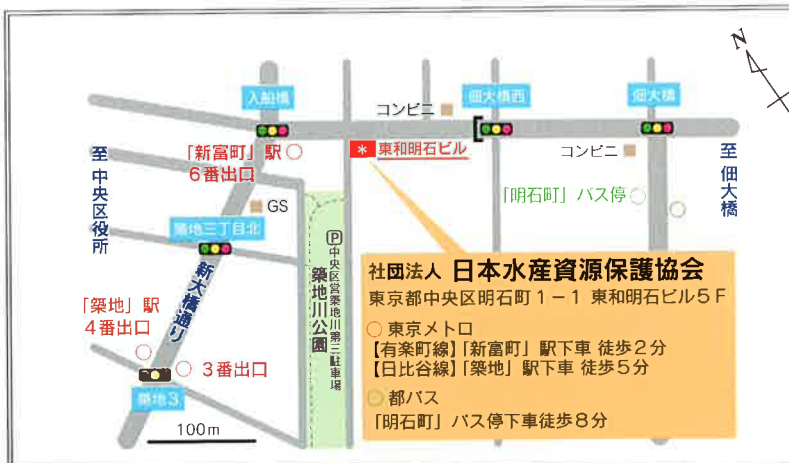 N
入船橋
コンビニ
佃大橋西
佃大橋
「新富町」駅
6番出口
*
東和明石ビル
コンビニ
至 中央区役所
至 佃大橋
GS
「明石町」バス停
築地三丁目北
新大橋通り
P
中央区営築地川第三駐車場
築地川公園
「築地」駅
4番出口
3番出口
築地3
100m
社団法人 日本水産資源保護協会
東京都中央区明石町1-1 東和明石ビル5F
東京メトロ
【有楽町線】「新富町」駅下車 徒歩2分
【日比谷線】「築地」駅下車 徒歩5分
都バス
「明石町」バス停下車徒歩8分